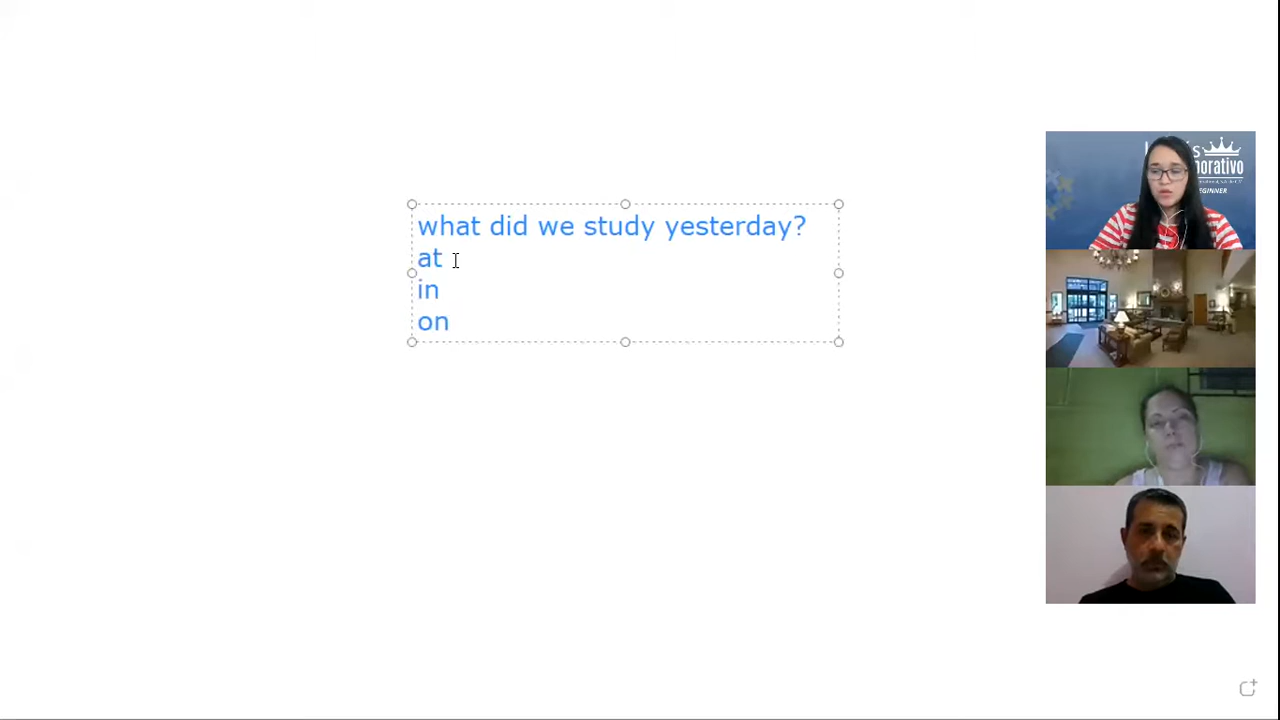 what did we study yesterday?
at
in
on